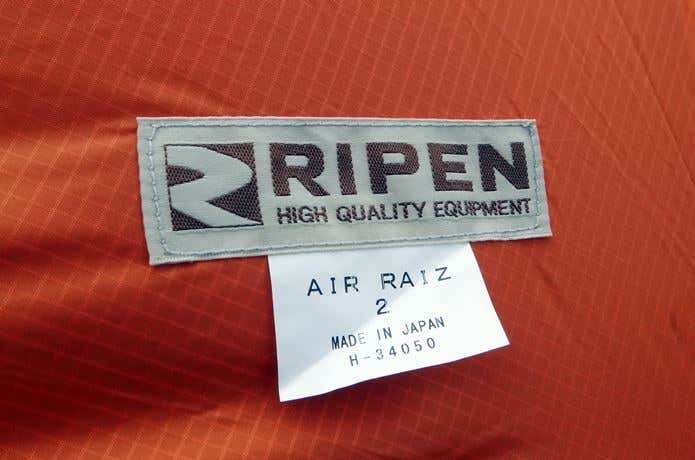 RIPEN
HIGH QUALITY EQUIPMENT
AIR RAIZ
2
MADE IN JAPAN
H-34050